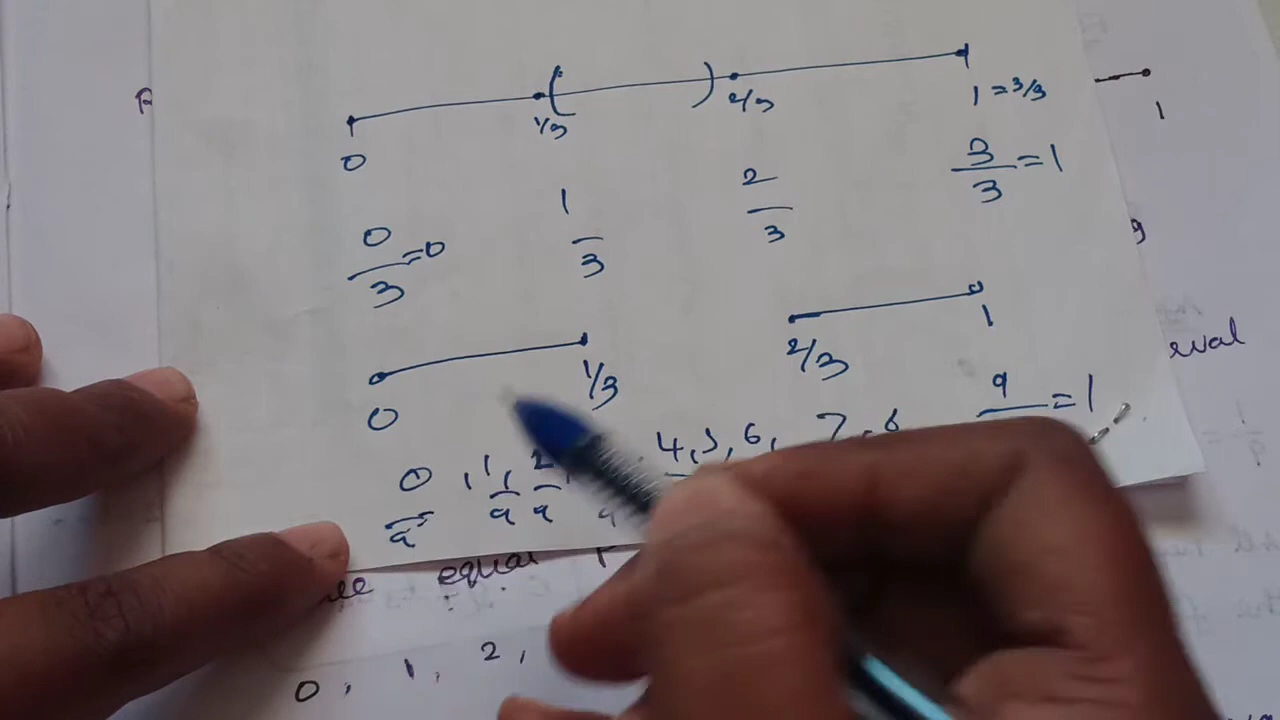 0 1/3 ( ) 2/3 1 = 3/3 1
0/3 = 0 1/3 2/3 3/3 = 1
0 1/3 2/3 1
rval
0/9, 1/9, 2/9, 4, 5, 6, 7, 8 9 = 1
equal
0, 1, 2,